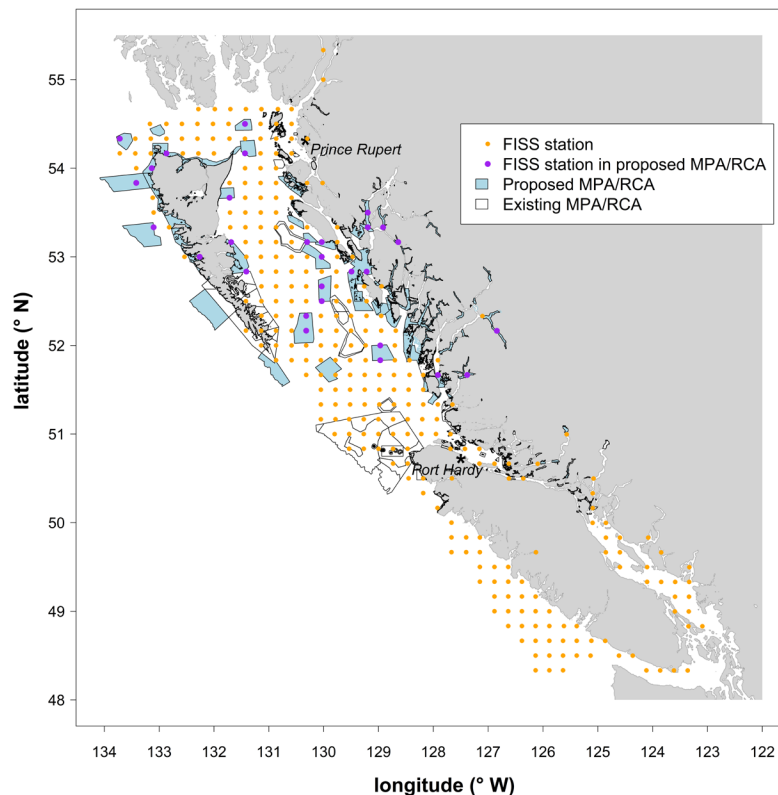 55
54
53
52
51
50
49
48
latitude (° N)
Prince Rupert
Port Hardy
FISS station
FISS station in proposed MPA/RCA
Proposed MPA/RCA
Existing MPA/RCA
134 133 132 131 130 129 128 127 126 125 124 123 122
longitude (° W)